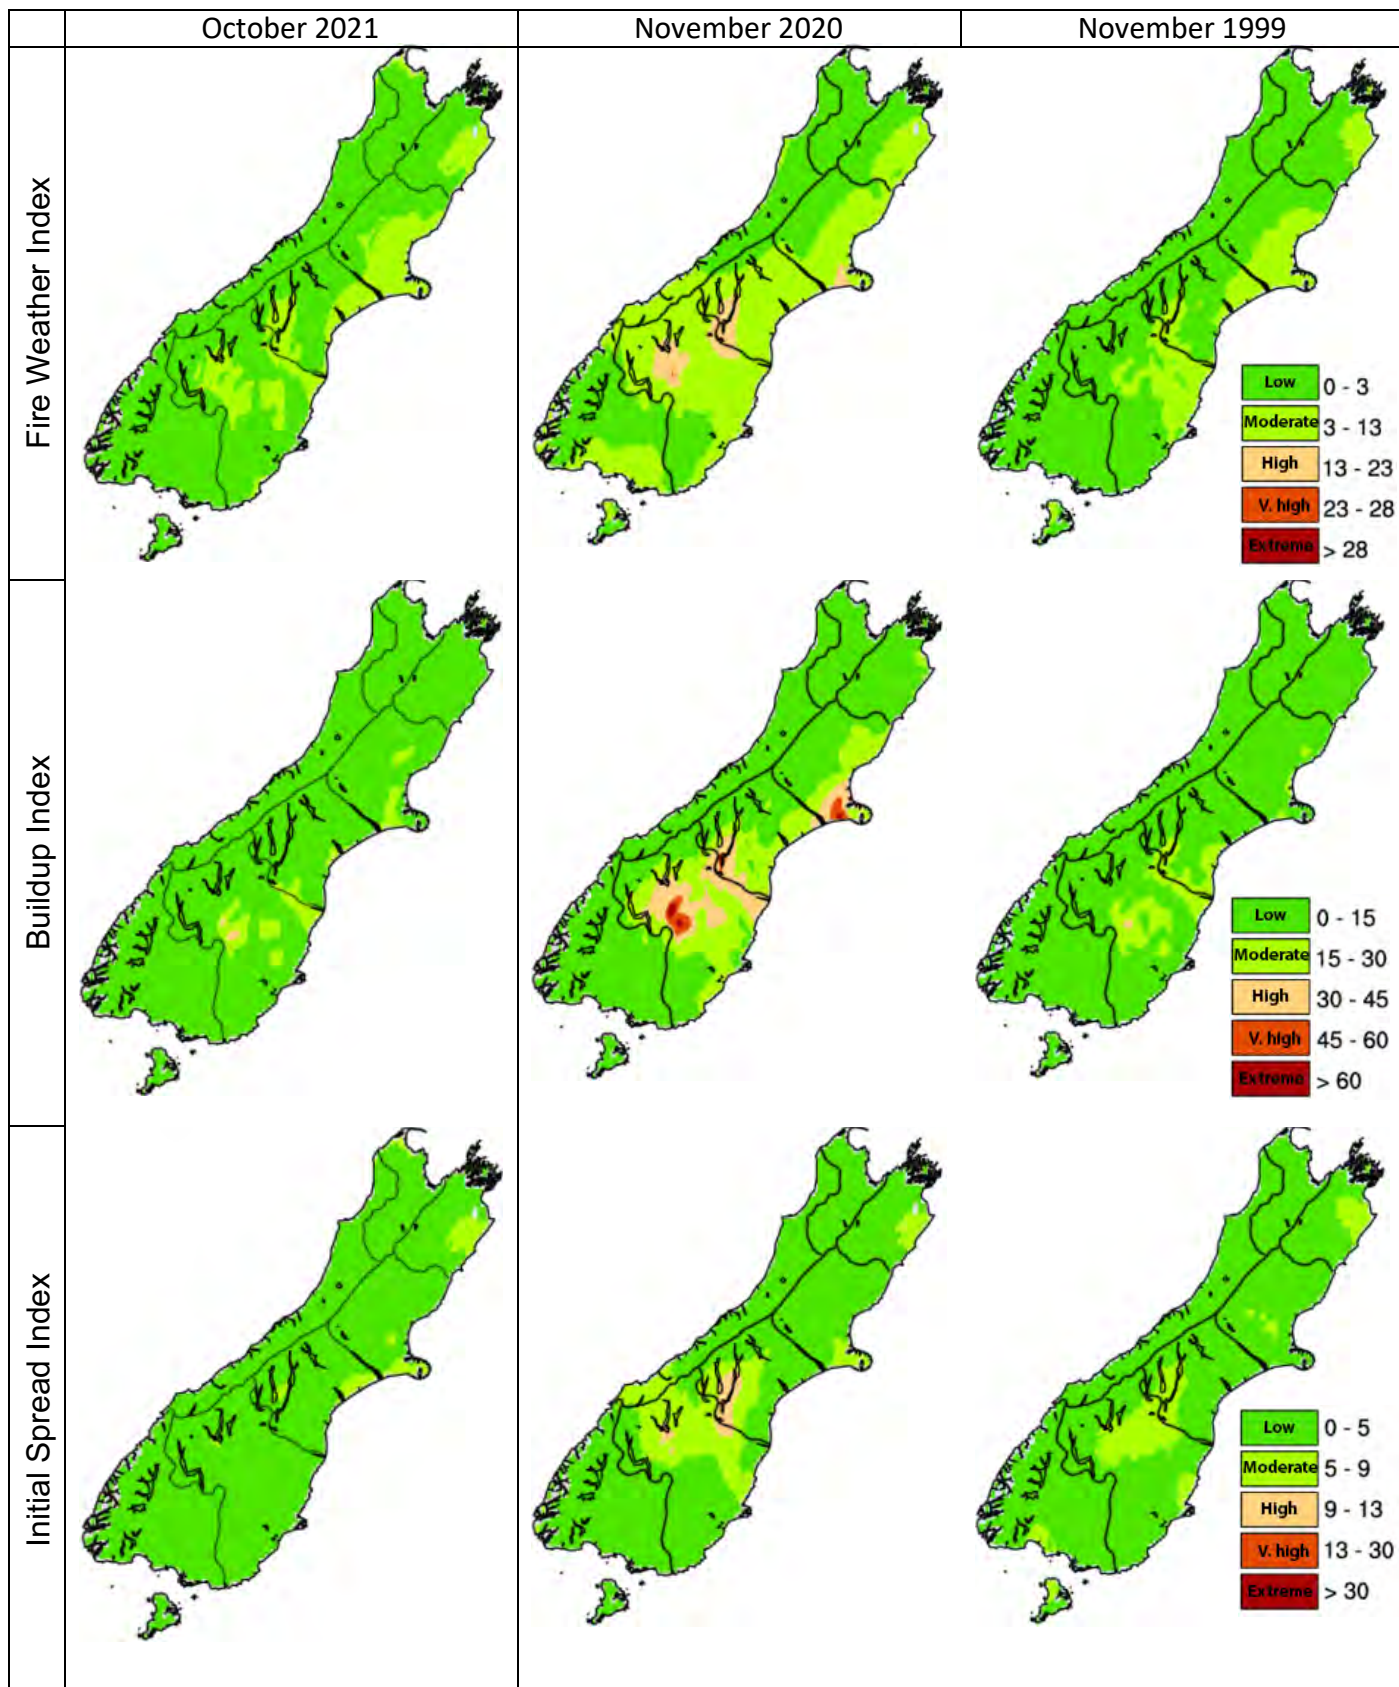 October 2021
November 2020
November 1999
Fire Weather Index
Low 0 - 3
Moderate 3 - 13
High 13 - 23
V. high 23 - 28
Extreme > 28
Buildup Index
Low 0 - 15
Moderate 15 - 30
High 30 - 45
V. high 45 - 60
Extreme > 60
Initial Spread Index
Low 0 - 5
Moderate 5 - 9
High 9 - 13
V. high 13 - 30
Extreme > 30